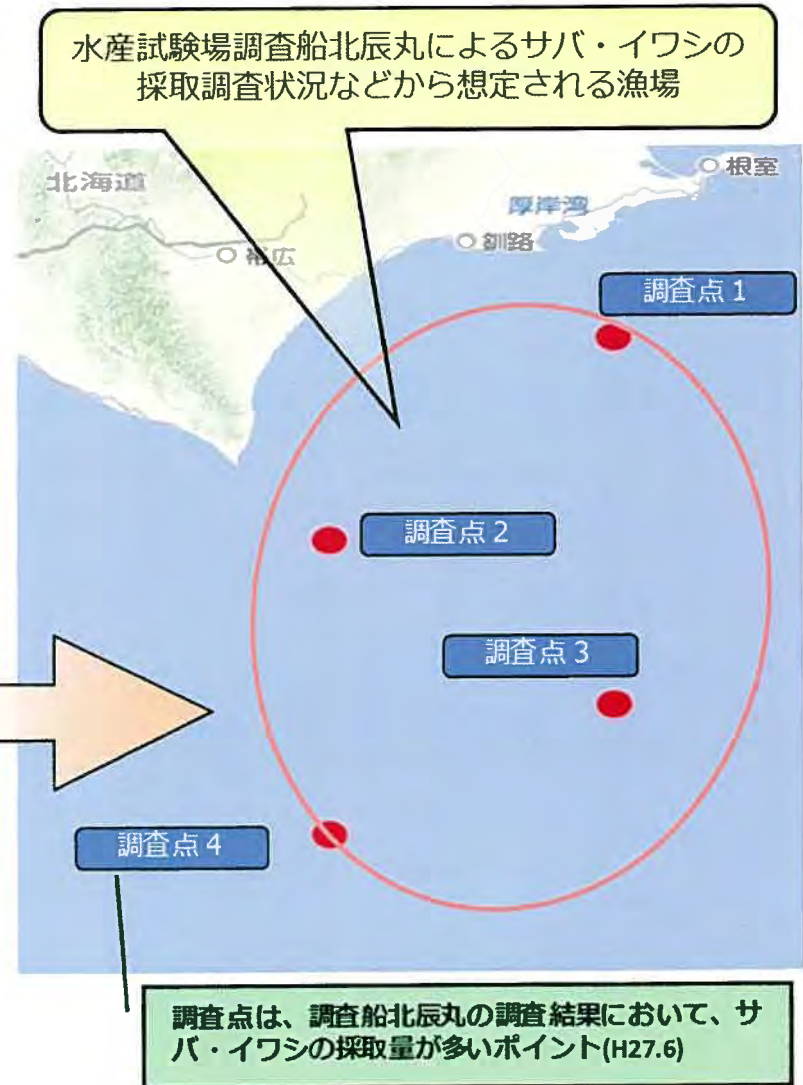 水産試験場調査船北辰丸によるサバ・イワシの
採取調査状況などから想定される漁場
北海道
根室
厚岸湾
釧路
帯広
調査点1
調査点2
調査点3
調査点4
調査点は、調査船北辰丸の調査結果において、サ
バ・イワシの採取量が多いポイント(H27.6)